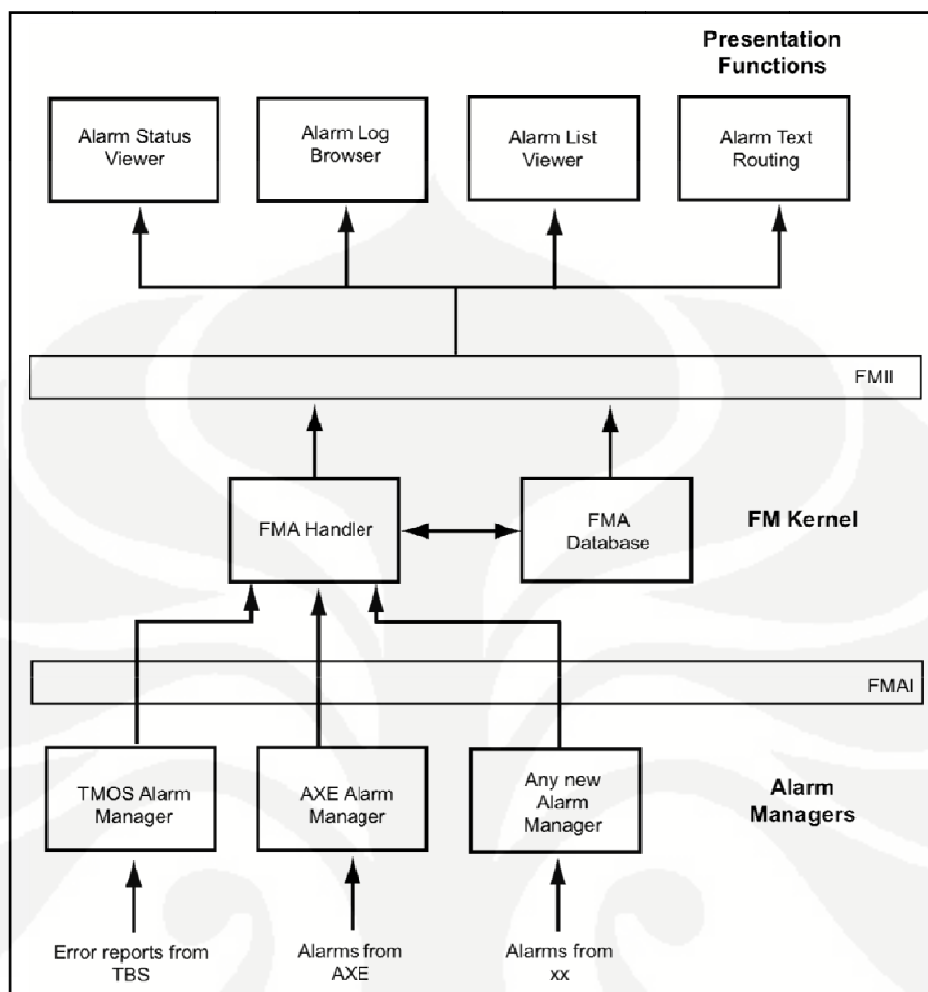 Presentation
Functions
Alarm Status
Viewer
Alarm Log
Browser
Alarm List
Viewer
Alarm Text
Routing
FMII
FMA Handler
FMA
Database
FM Kernel
FMAI
TMOS Alarm
Manager
AXE Alarm
Manager
Any new
Alarm
Manager
Alarm
Managers
Error reports from
TBS
Alarms from
AXE
Alarms from
xx